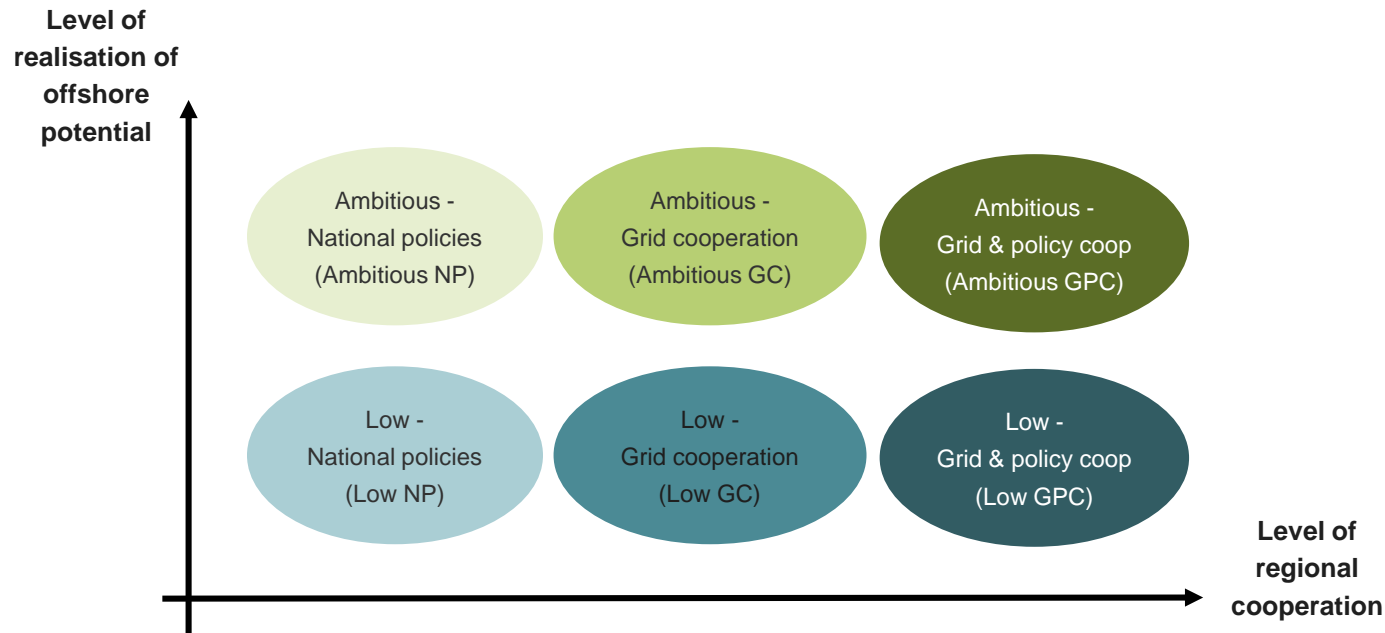 Level of
realisation of
offshore
potential
Ambitious -
National policies
(Ambitious NP)
Ambitious -
Grid cooperation
(Ambitious GC)
Ambitious -
Grid & policy coop
(Ambitious GPC)
Low -
National policies
(Low NP)
Low -
Grid cooperation
(Low GC)
Low -
Grid & policy coop
(Low GPC)
Level of
regional
cooperation